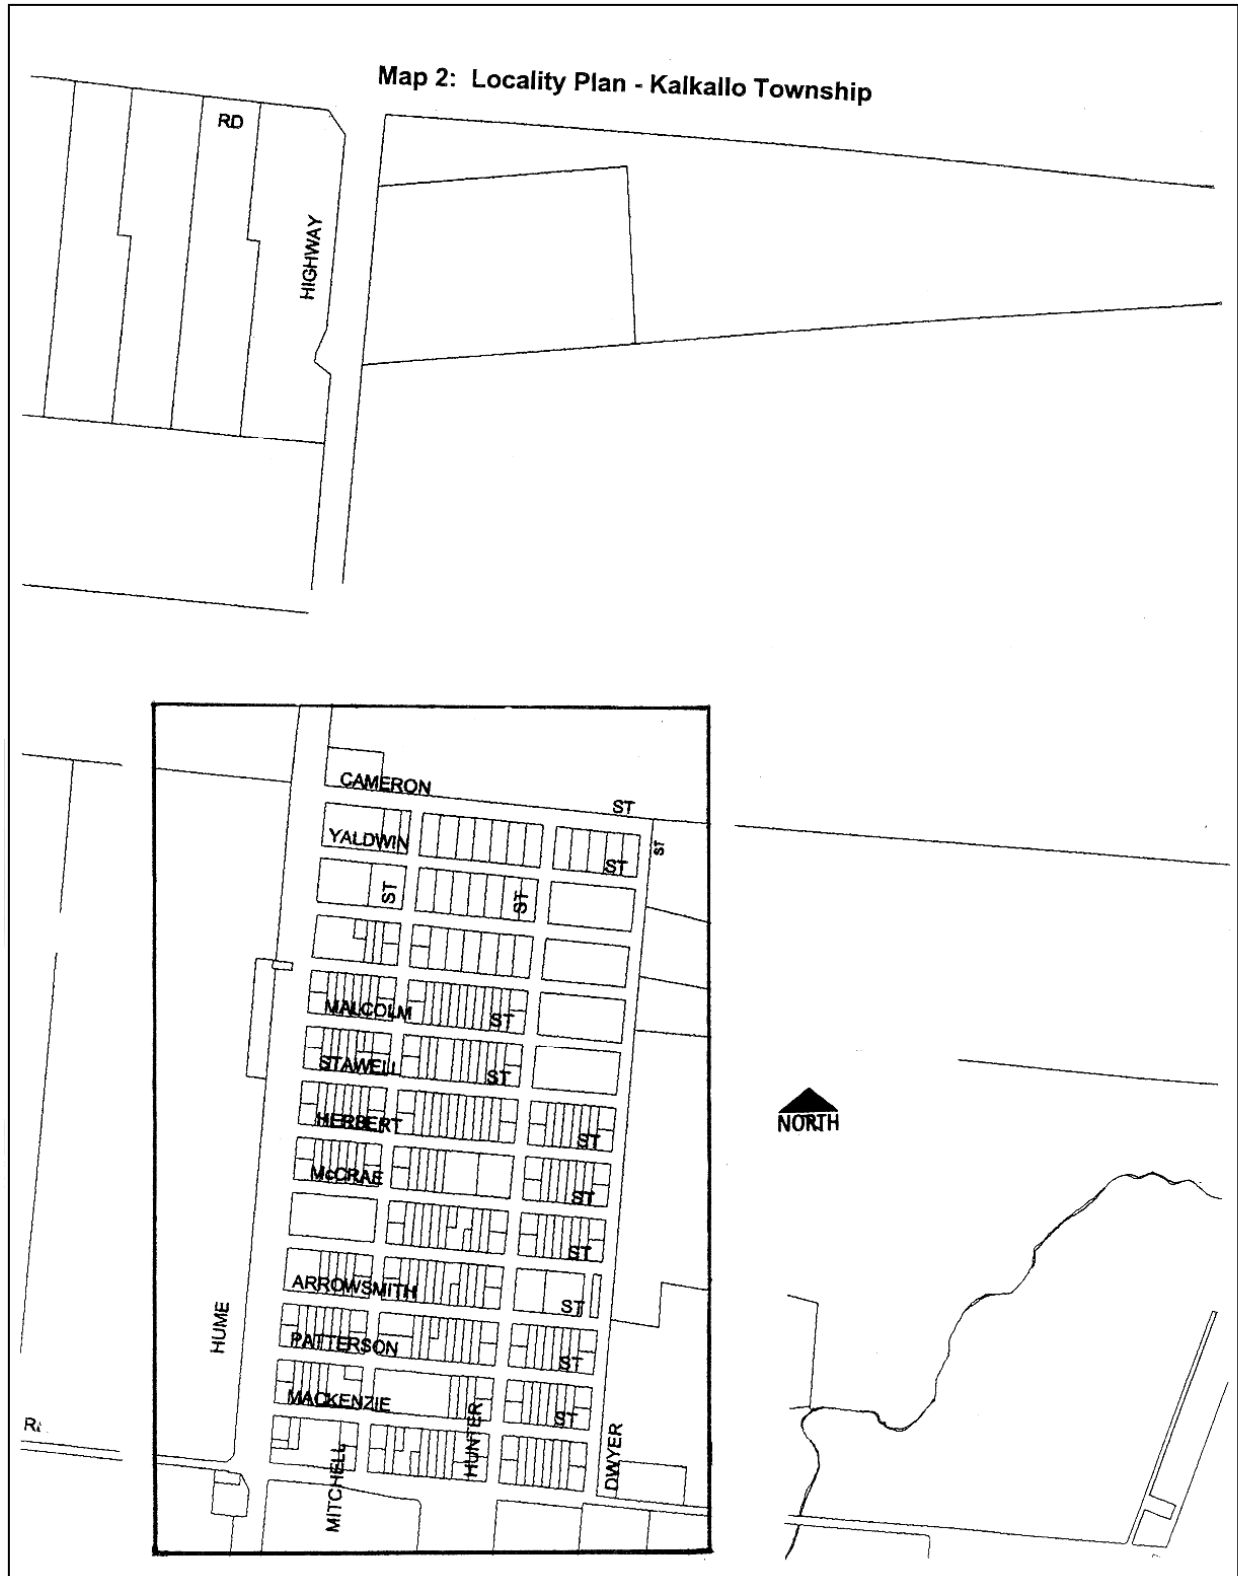 Map 2: Locality Plan - Kalkallo Township
RD
HIGHWAY
CAMERON
ST
YALDWIN
ST
ST
ST
ST
MALCOLM
ST
STAWELL
ST
HERBERT
ST
NORTH
McCRAE
ST
ST
ARROWSMITH
ST
HUME
PATTERSON
ST
MACKENZIE
ST
HUNTER
DWYER
MITCHELL